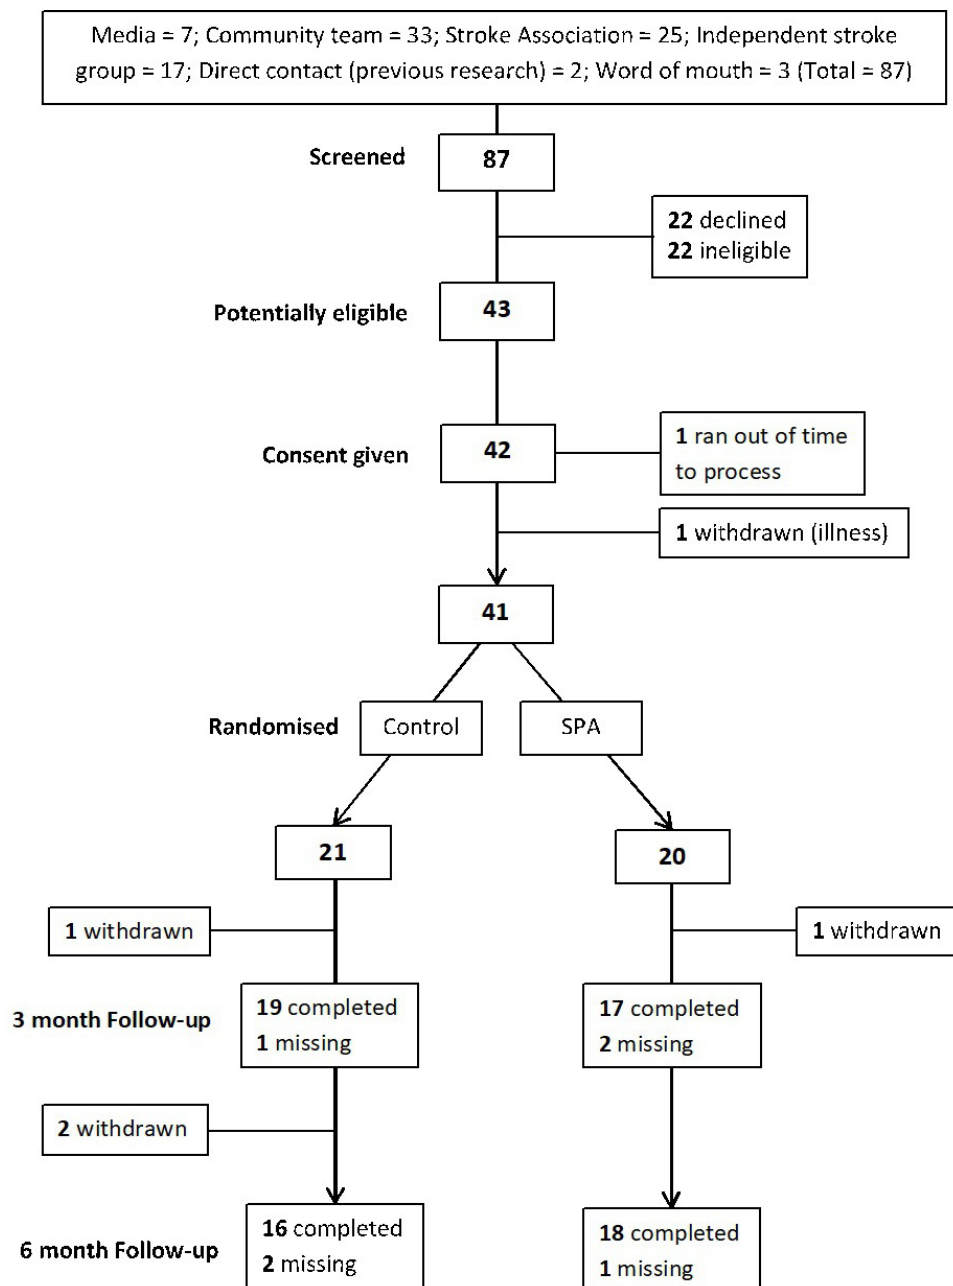 Media = 7; Community team = 33; Stroke Association = 25; Independent stroke
group = 17; Direct contact (previous research) = 2; Word of mouth = 3 (Total = 87)
Screened
87
22 declined
22 ineligible
Potentially eligible
43
Consent given
42
1 ran out of time
to process
1 withdrawn (illness)
41
Randomised
Control
SPA
21
20
1 withdrawn
1 withdrawn
3 month Follow-up
19 completed
1 missing
17 completed
2 missing
2 withdrawn
6 month Follow-up
16 completed
2 missing
18 completed
1 missing